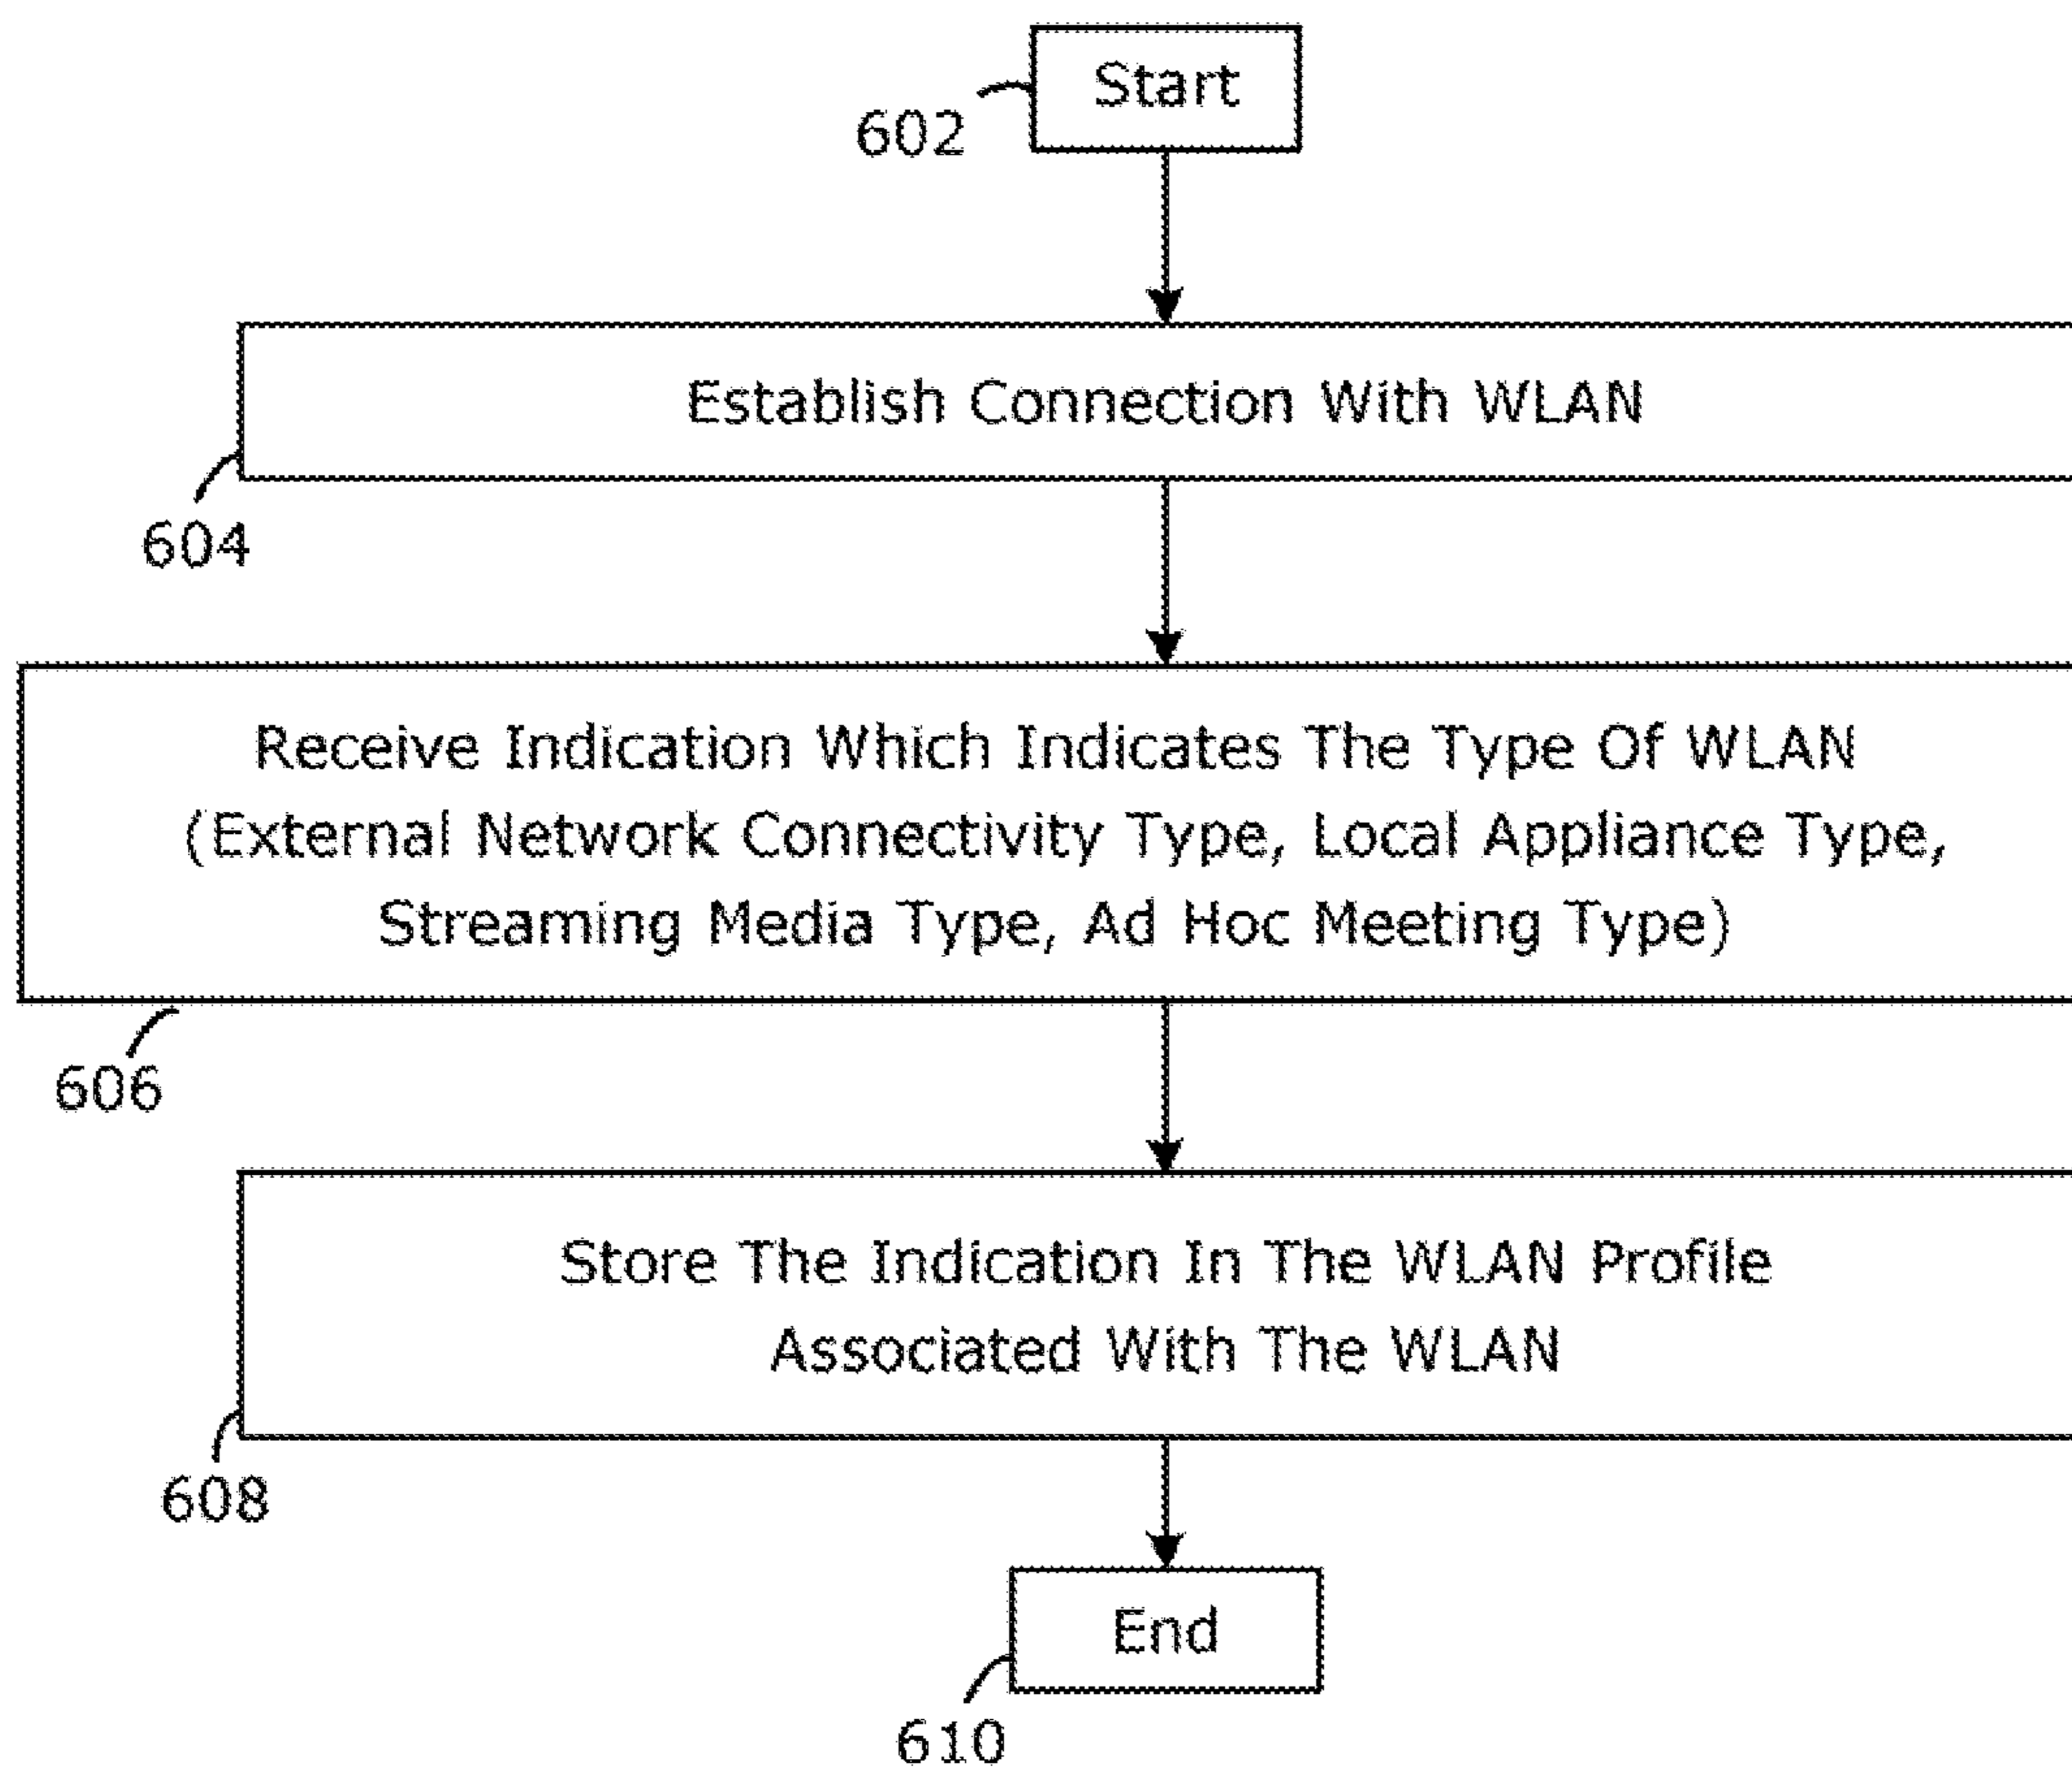 Start
602
Establish Connection With WLAN
604
Receive Indication Which Indicates The Type Of WLAN
(External Network Connectivity Type, Local Appliance Type,
Streaming Media Type, Ad Hoc Meeting Type)
606
Store The Indication In The WLAN Profile
Associated With The WLAN
608
End
610